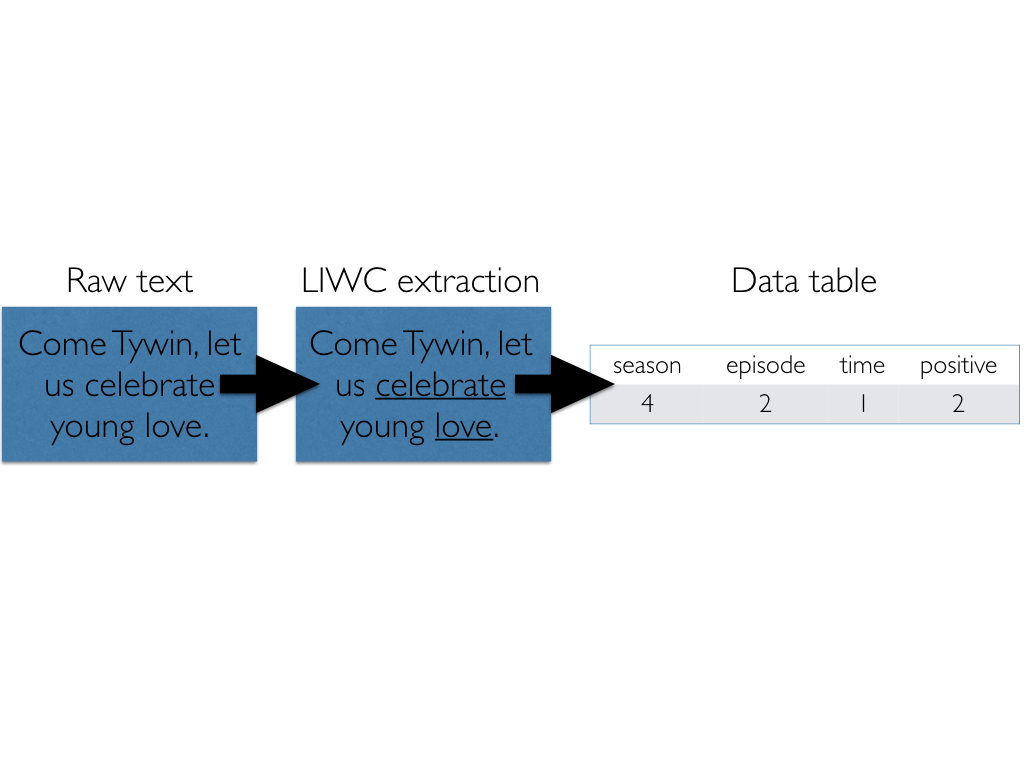 Raw text
Come Tywin, let
us celebrate
young love.
LIWC extraction
Come Tywin, let
us celebrate
young love.
Data table
season episode time positive
4 2 1 2